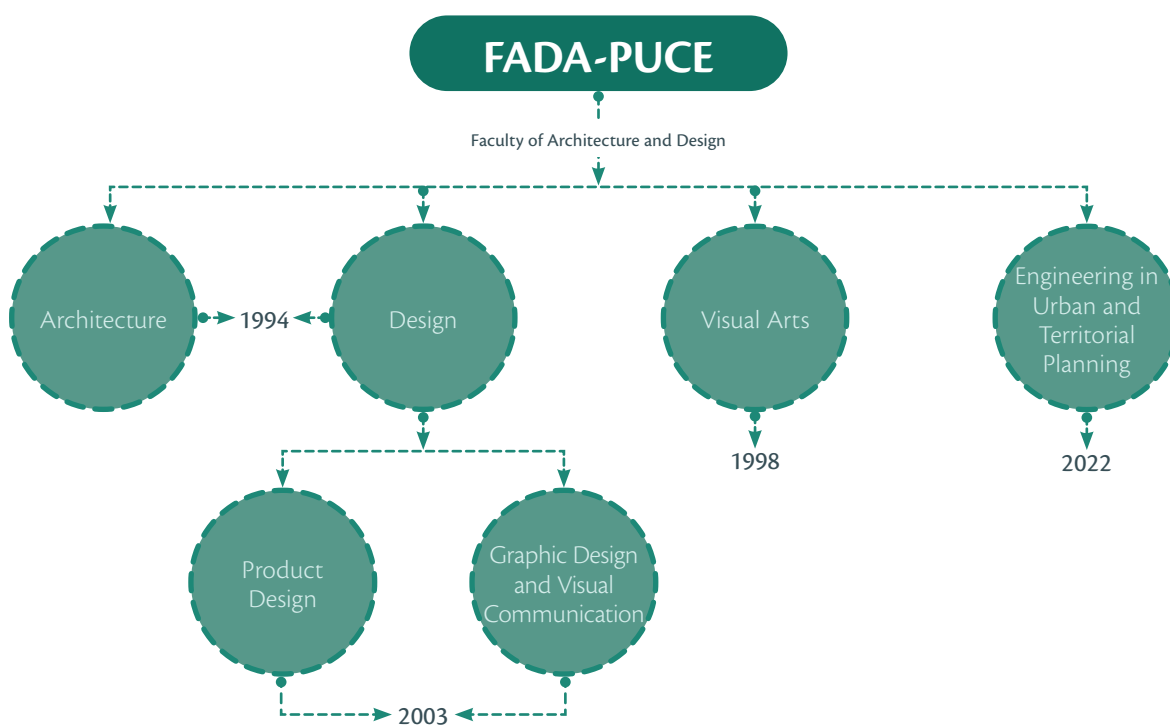 FADA-PUCE
Faculty of Architecture and Design
Architecture
1994
Design
Visual Arts
Engineering in
Urban and
Territorial
Planning
1998
2022
Product
Design
Graphic Design
and Visual
Communication
2003